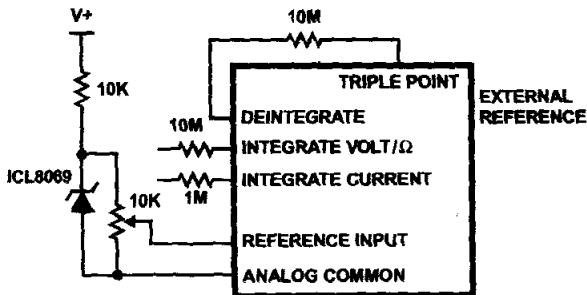 V+
10M
TRIPLE POINT
EXTERNAL
REFERENCE
10K
DEINTEGRATE
10M
INTEGRATE VOLT/Ω
ICL8069
INTEGRATE CURRENT
10K
1M
REFERENCE INPUT
ANALOG COMMON